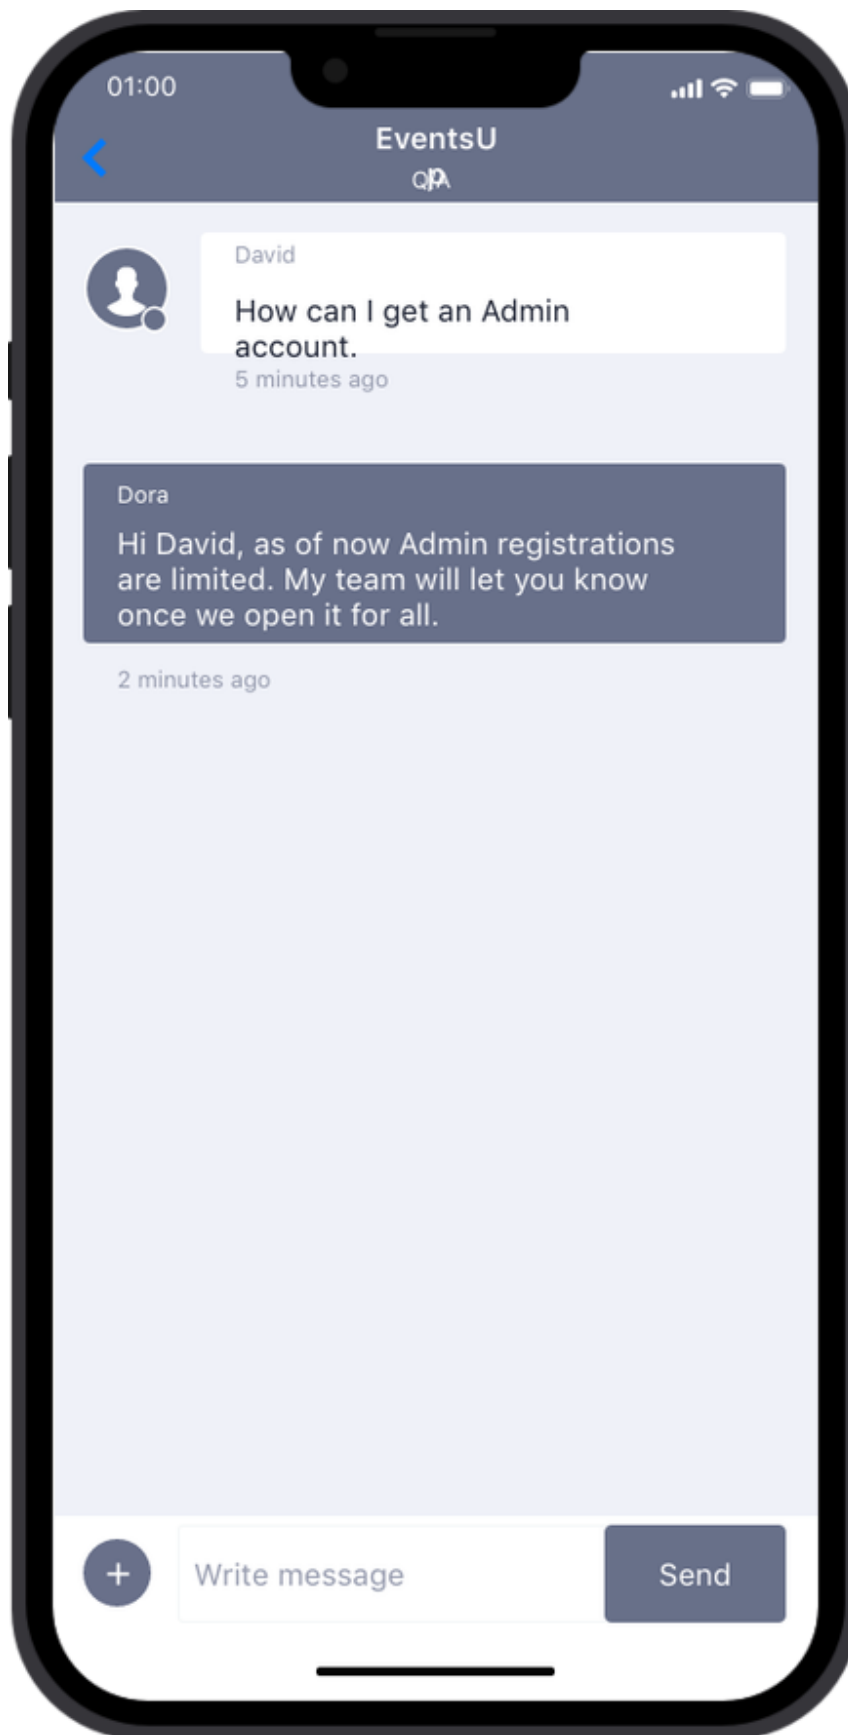 01:00
EventsU
p
Q/A
David
How can I get an Admin
account.
5 minutes ago
Dora
Hi David, as of now Admin registrations
are limited. My team will let you know
once we open it for all.
2 minutes ago
+
Write message
Send